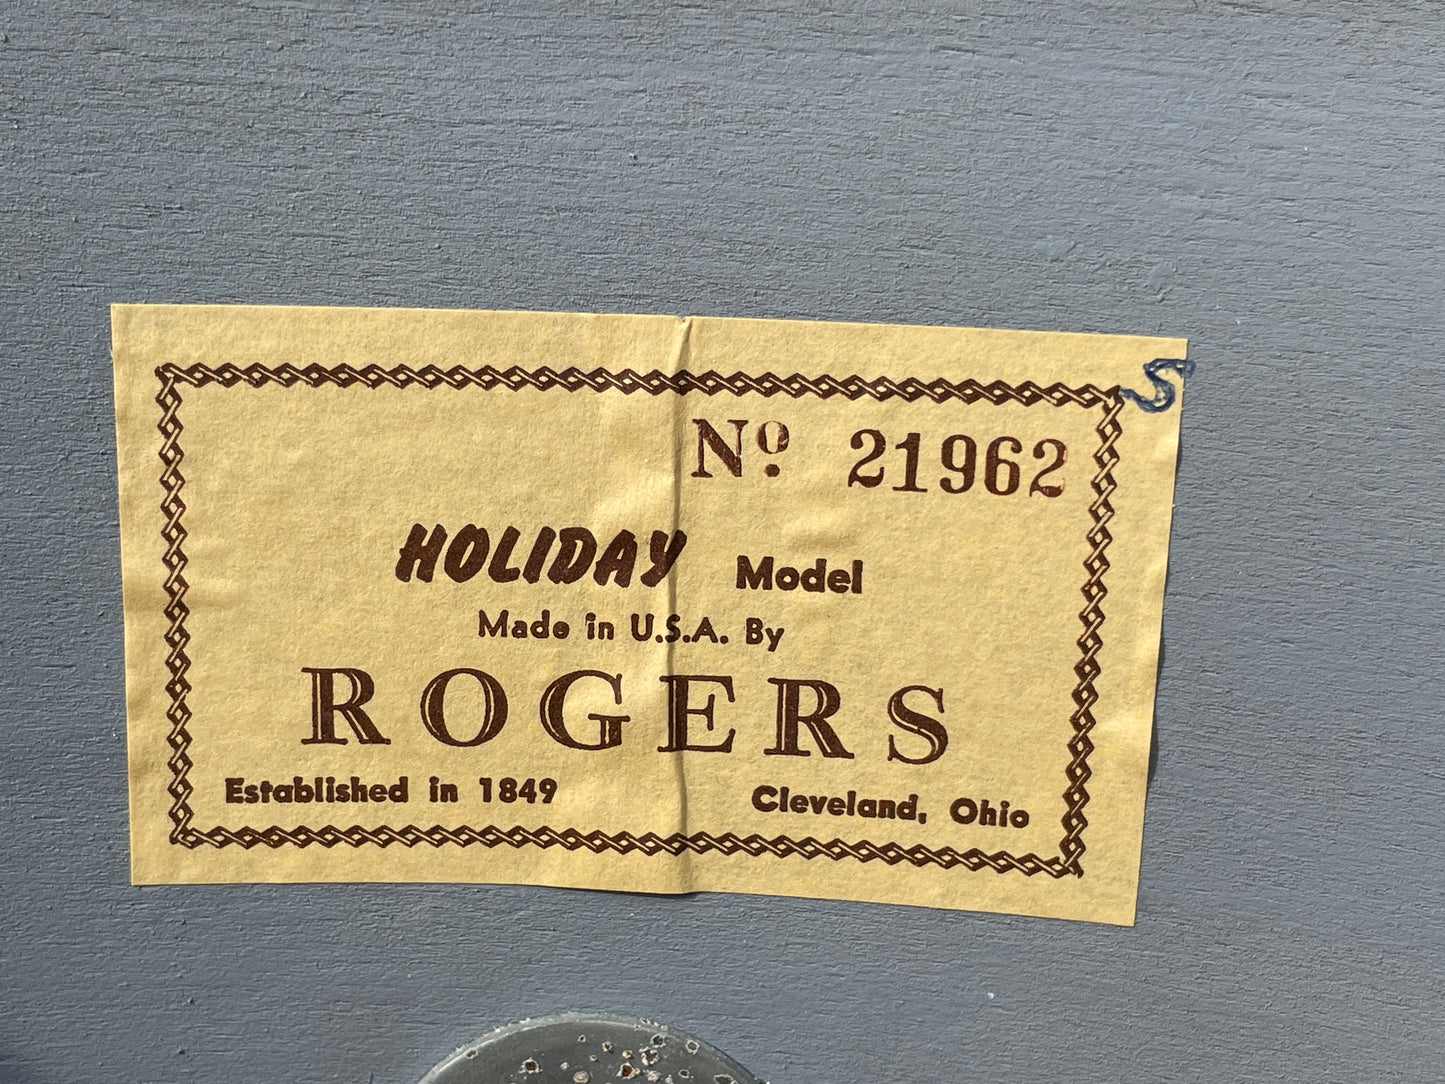 S
Nº 21962
HOLIDAY Model
Made in U.S.A. By
ROGERS
Established in 1849 Cleveland, Ohio